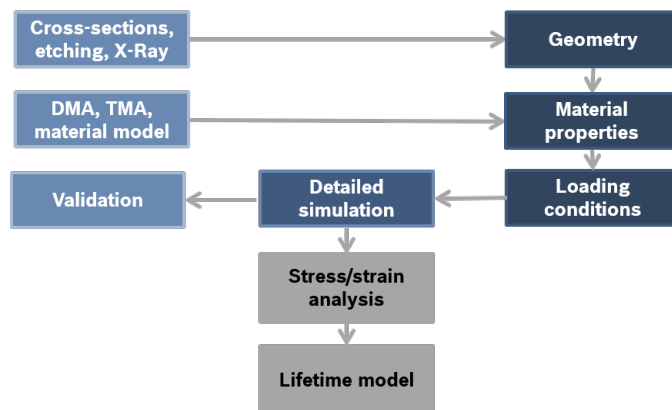 Cross-sections,
etching, X-Ray
Geometry
DMA, TMA,
material model
Material
properties
Validation
Detailed
simulation
Loading
conditions
Stress/strain
analysis
Lifetime model